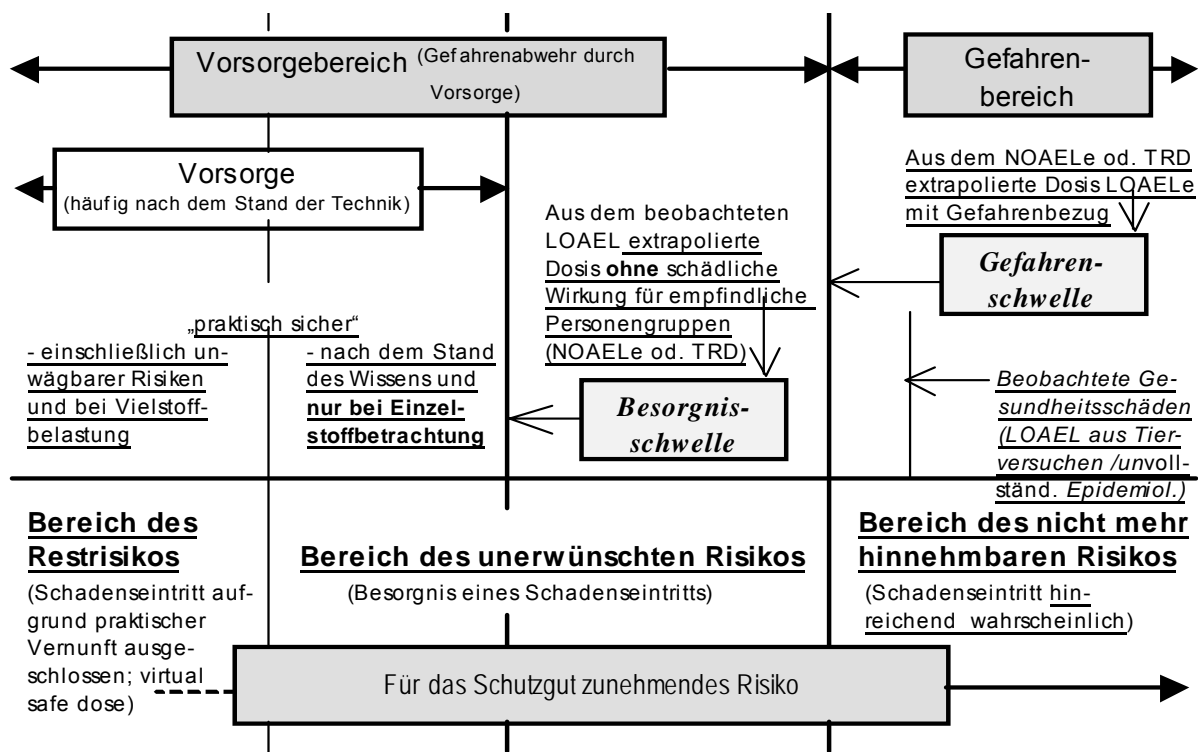 Vorsorgebereich (Gefahrenabwehr durch
Vorsorge)
Gefahren-
bereich
Vorsorge
(häufig nach dem Stand der Technik)
Aus dem NOAELe od. TRD
extrapolierte Dosis LOAELe
mit Gefahrenbezug
Aus dem beobachteten
LOAEL extrapolierte
Dosis ohne schädliche
Wirkung für empfindliche
Personengruppen
(NOAELe od. TRD)
Gefahren-
schwelle
„praktisch sicher“
- einschließlich un-
wägbarer Risiken
und bei Vielstoff-
belastung
- nach dem Stand
des Wissens und
nur bei Einzel-
stoffbetrachtung
Besorgnis-
schwelle
Beobachtete Ge-
sundheitsschäden
(LOAEL aus Tier-
versuchen /unvoll-
ständ. Epidemiol.)
Bereich des
Restrisikos
(Schadenseintritt auf-
grund praktischer
Vernunft ausge-
schlossen; virtual
safe dose)
Bereich des unerwünschten Risikos
(Besorgnis eines Schadenseintritts)
Bereich des nicht mehr
hinnehmbaren Risikos
(Schadenseintritt hin-
reichend wahrscheinlich)
Für das Schutzgut zunehmendes Risiko